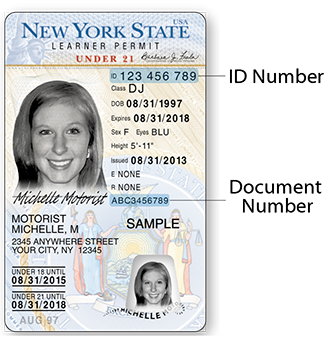 NEW YORK STATE USA
LEARNER PERMIT
UNDER 21
ID 123 456 789
Class DJ
DOB 08/31/1997
Expires 08/31/2018
Sex F Eyes BLU
Height 5'-11"
Issued 08/31/2013
E NONE
R NONE
ABC3456789
Michelle Motorist
MOTORIST
MICHELLE, M
2345 ANYWHERE STREET
YOUR CITY, NY 12345
SAMPLE
UNDER 18 UNTIL
08/31/2015
UNDER 21 UNTIL
08/31/2018
AUG 97
ID Number
Document
Number